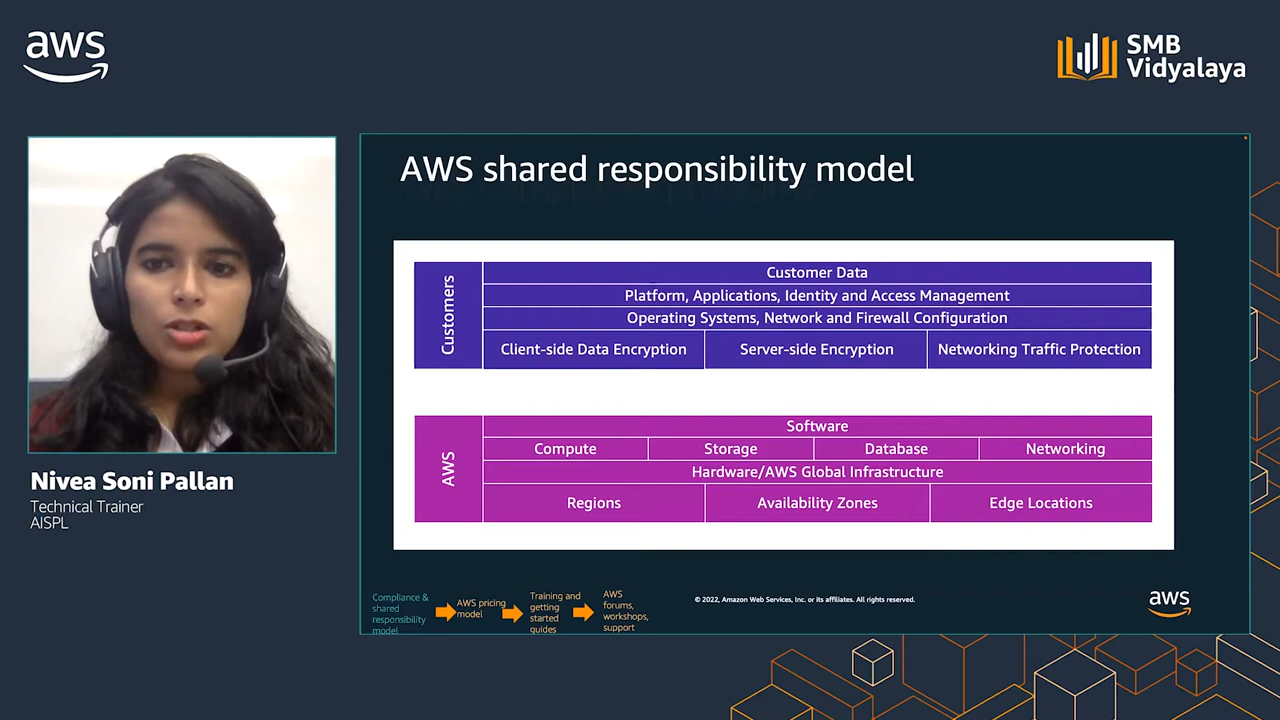 aws
SMB
Vidyalaya
AWS shared responsibility model
Customers
Customer Data
Platform, Applications, Identity and Access Management
Operating Systems, Network and Firewall Configuration
Client-side Data Encryption
Server-side Encryption
Networking Traffic Protection
AWS
Software
Compute
Storage
Database
Networking
Hardware/AWS Global Infrastructure
Regions
Availability Zones
Edge Locations
Nivea Soni Pallan
Technical Trainer
AISPL
Compliance &
shared
responsibility
model
AWS pricing
model
Training and
getting
started
guides
AWS
forums,
workshops,
support
© 2022, Amazon Web Services, Inc. or its affiliates. All rights reserved.
aws